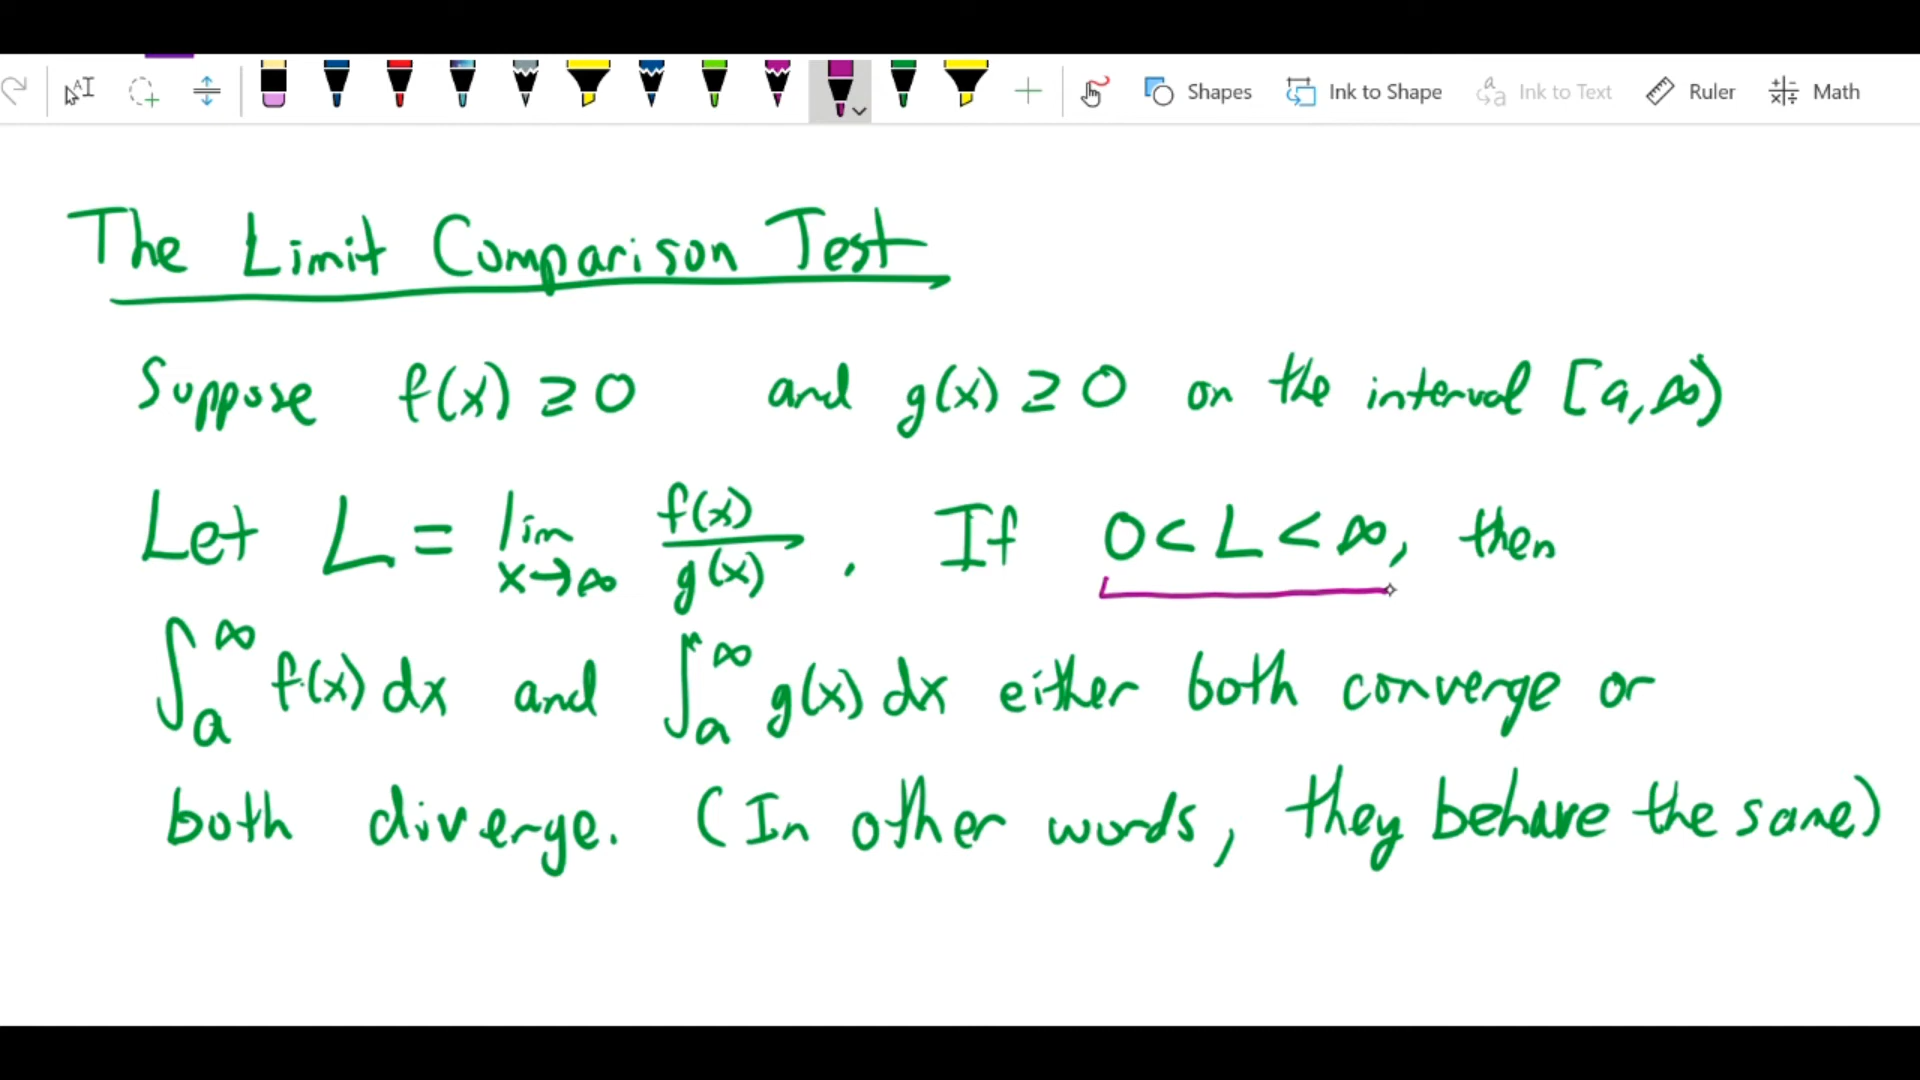 Shapes Ink to Shape Ink to Text Ruler Math
The Limit Comparison Test
Suppose f(x) ≥ 0 and g(x) ≥ 0 on the interval [a, ∞)
Let L = lim x→∞ f(x)/g(x). If 0 < L < ∞, then
∫_a^∞ f(x) dx and ∫_a^∞ g(x) dx either both converge or
both diverge. (In other words, they behave the same)